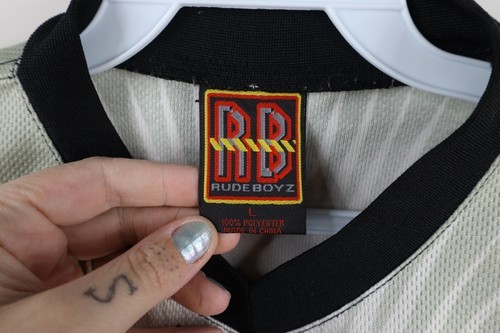 RB
RUDE BOYZ
L
100% POLYESTER
MADE IN CHINA
S